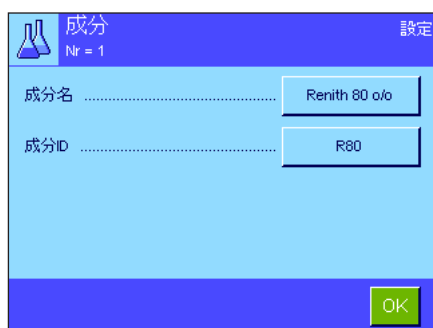 成分
設定
Nr = 1
成分名
Renith 80 o/o
成分ID
R80
OK